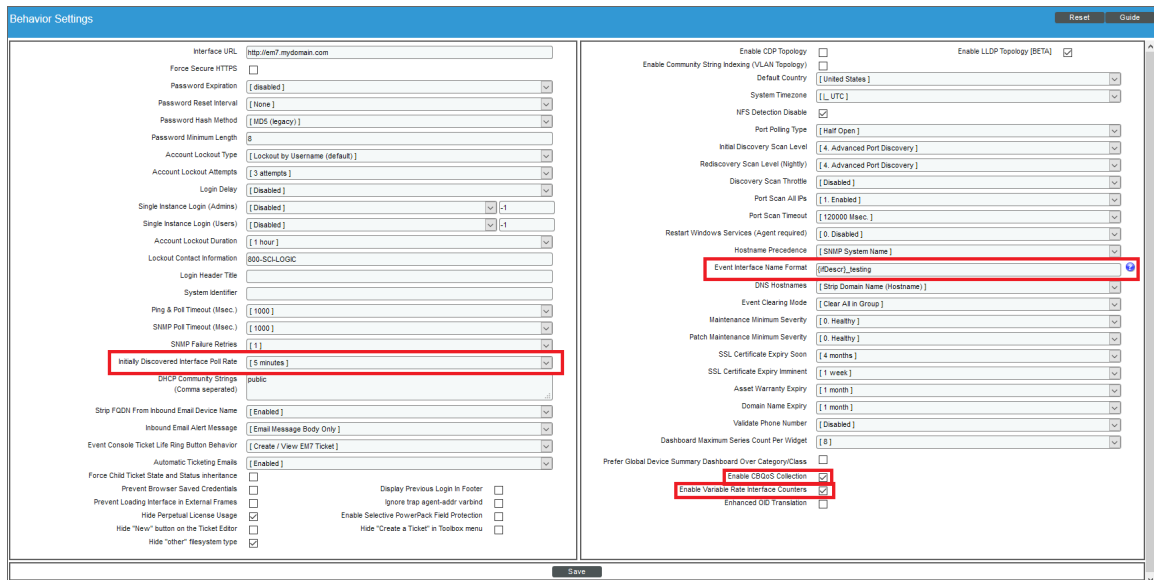 Behavior Settings
Reset
Guide
Interface URL http://em7.mydomain.com
Force Secure HTTPS
Password Expiration [ disabled ]
Password Reset Interval [ None ]
Password Hash Method [ MD5 (legacy) ]
Password Minimum Length 8
Account Lockout Type [ Lockout by Username (default) ]
Account Lockout Attempts [ 3 attempts ]
Login Delay [ Disabled ]
Single Instance Login (Admins) [ Disabled ] -1
Single Instance Login (Users) [ Disabled ] -1
Account Lockout Duration [ 1 hour ]
Lockout Contact Information 800-SCI-LOGIC
Login Header Title
System Identifier
Ping & Poll Timeout (Msec.) [ 1000 ]
SNMP Poll Timeout (Msec.) [ 1000 ]
SNMP Failure Retries [ 1 ]
Initially Discovered Interface Poll Rate [ 5 minutes ]
DHCP Community Strings public
(Comma seperated)
Strip FQDN From Inbound Email Device Name [ Enabled ]
Inbound Email Alert Message [ Email Message Body Only ]
Event Console Ticket Life Ring Button Behavior [ Create / View EM7 Ticket ]
Automatic Ticketing Emails [ Enabled ]
Force Child Ticket State and Status inheritance
Prevent Browser Saved Credentials Display Previous Login In Footer
Prevent Loading Interface in External Frames Ignore trap agent-addr varbind
Hide Perpetual License Usage Enable Selective PowerPack Field Protection
Hide "New" button on the Ticket Editor Hide "Create a Ticket" in Toolbox menu
Hide "other" filesystem type
Enable CDP Topology Enable LLDP Topology [BETA]
Enable Community String Indexing (VLAN Topology)
Default Country [ United States ]
System Timezone [ |_ UTC ]
NFS Detection Disable
Port Polling Type [ Half Open ]
Initial Discovery Scan Level [ 4. Advanced Port Discovery ]
Rediscovery Scan Level (Nightly) [ 4. Advanced Port Discovery ]
Discovery Scan Throttle [ Disabled ]
Port Scan All IPs [ 1. Enabled ]
Port Scan Timeout [ 120000 Msec. ]
Restart Windows Services (Agent required) [ 0. Disabled ]
Hostname Precedence [ SNMP System Name ]
Event Interface Name Format {ifDescr}_testing ?
DNS Hostnames [ Strip Domain Name (Hostname) ]
Event Clearing Mode [ Clear All in Group ]
Maintenance Minimum Severity [ 0. Healthy ]
Patch Maintenance Minimum Severity [ 0. Healthy ]
SSL Certificate Expiry Soon [ 4 months ]
SSL Certificate Expiry Imminent [ 1 week ]
Asset Warranty Expiry [ 1 month ]
Domain Name Expiry [ 1 month ]
Validate Phone Number [ Disabled ]
Dashboard Maximum Series Count Per Widget [ 8 ]
Prefer Global Device Summary Dashboard Over Category/Class
Enable CBQoS Collection
Enable Variable Rate Interface Counters
Enhanced OID Translation
Save